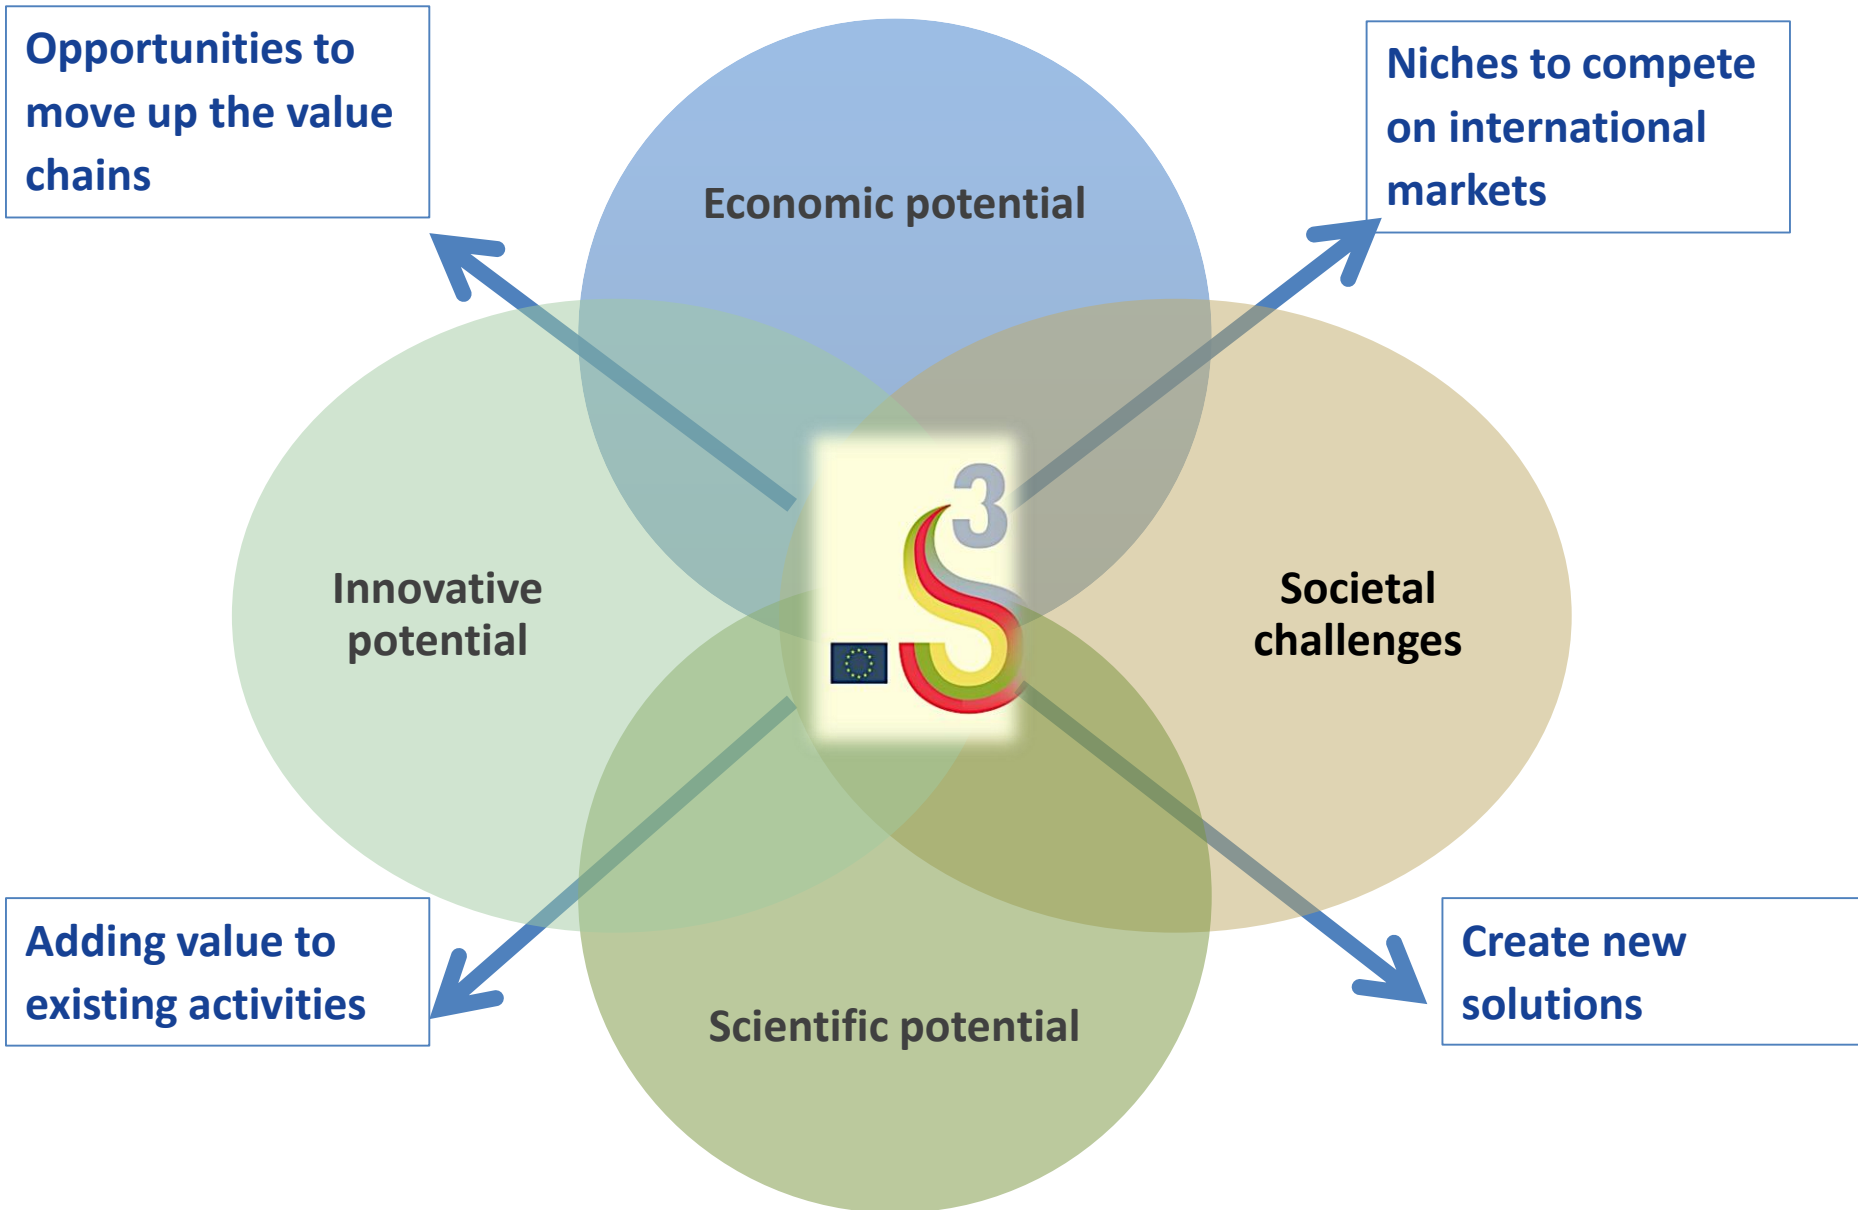 Opportunities to
move up the value
chains
Niches to compete
on international
markets
Economic potential
3
S
Innovative
potential
Societal
challenges
Adding value to
existing activities
Create new
solutions
Scientific potential